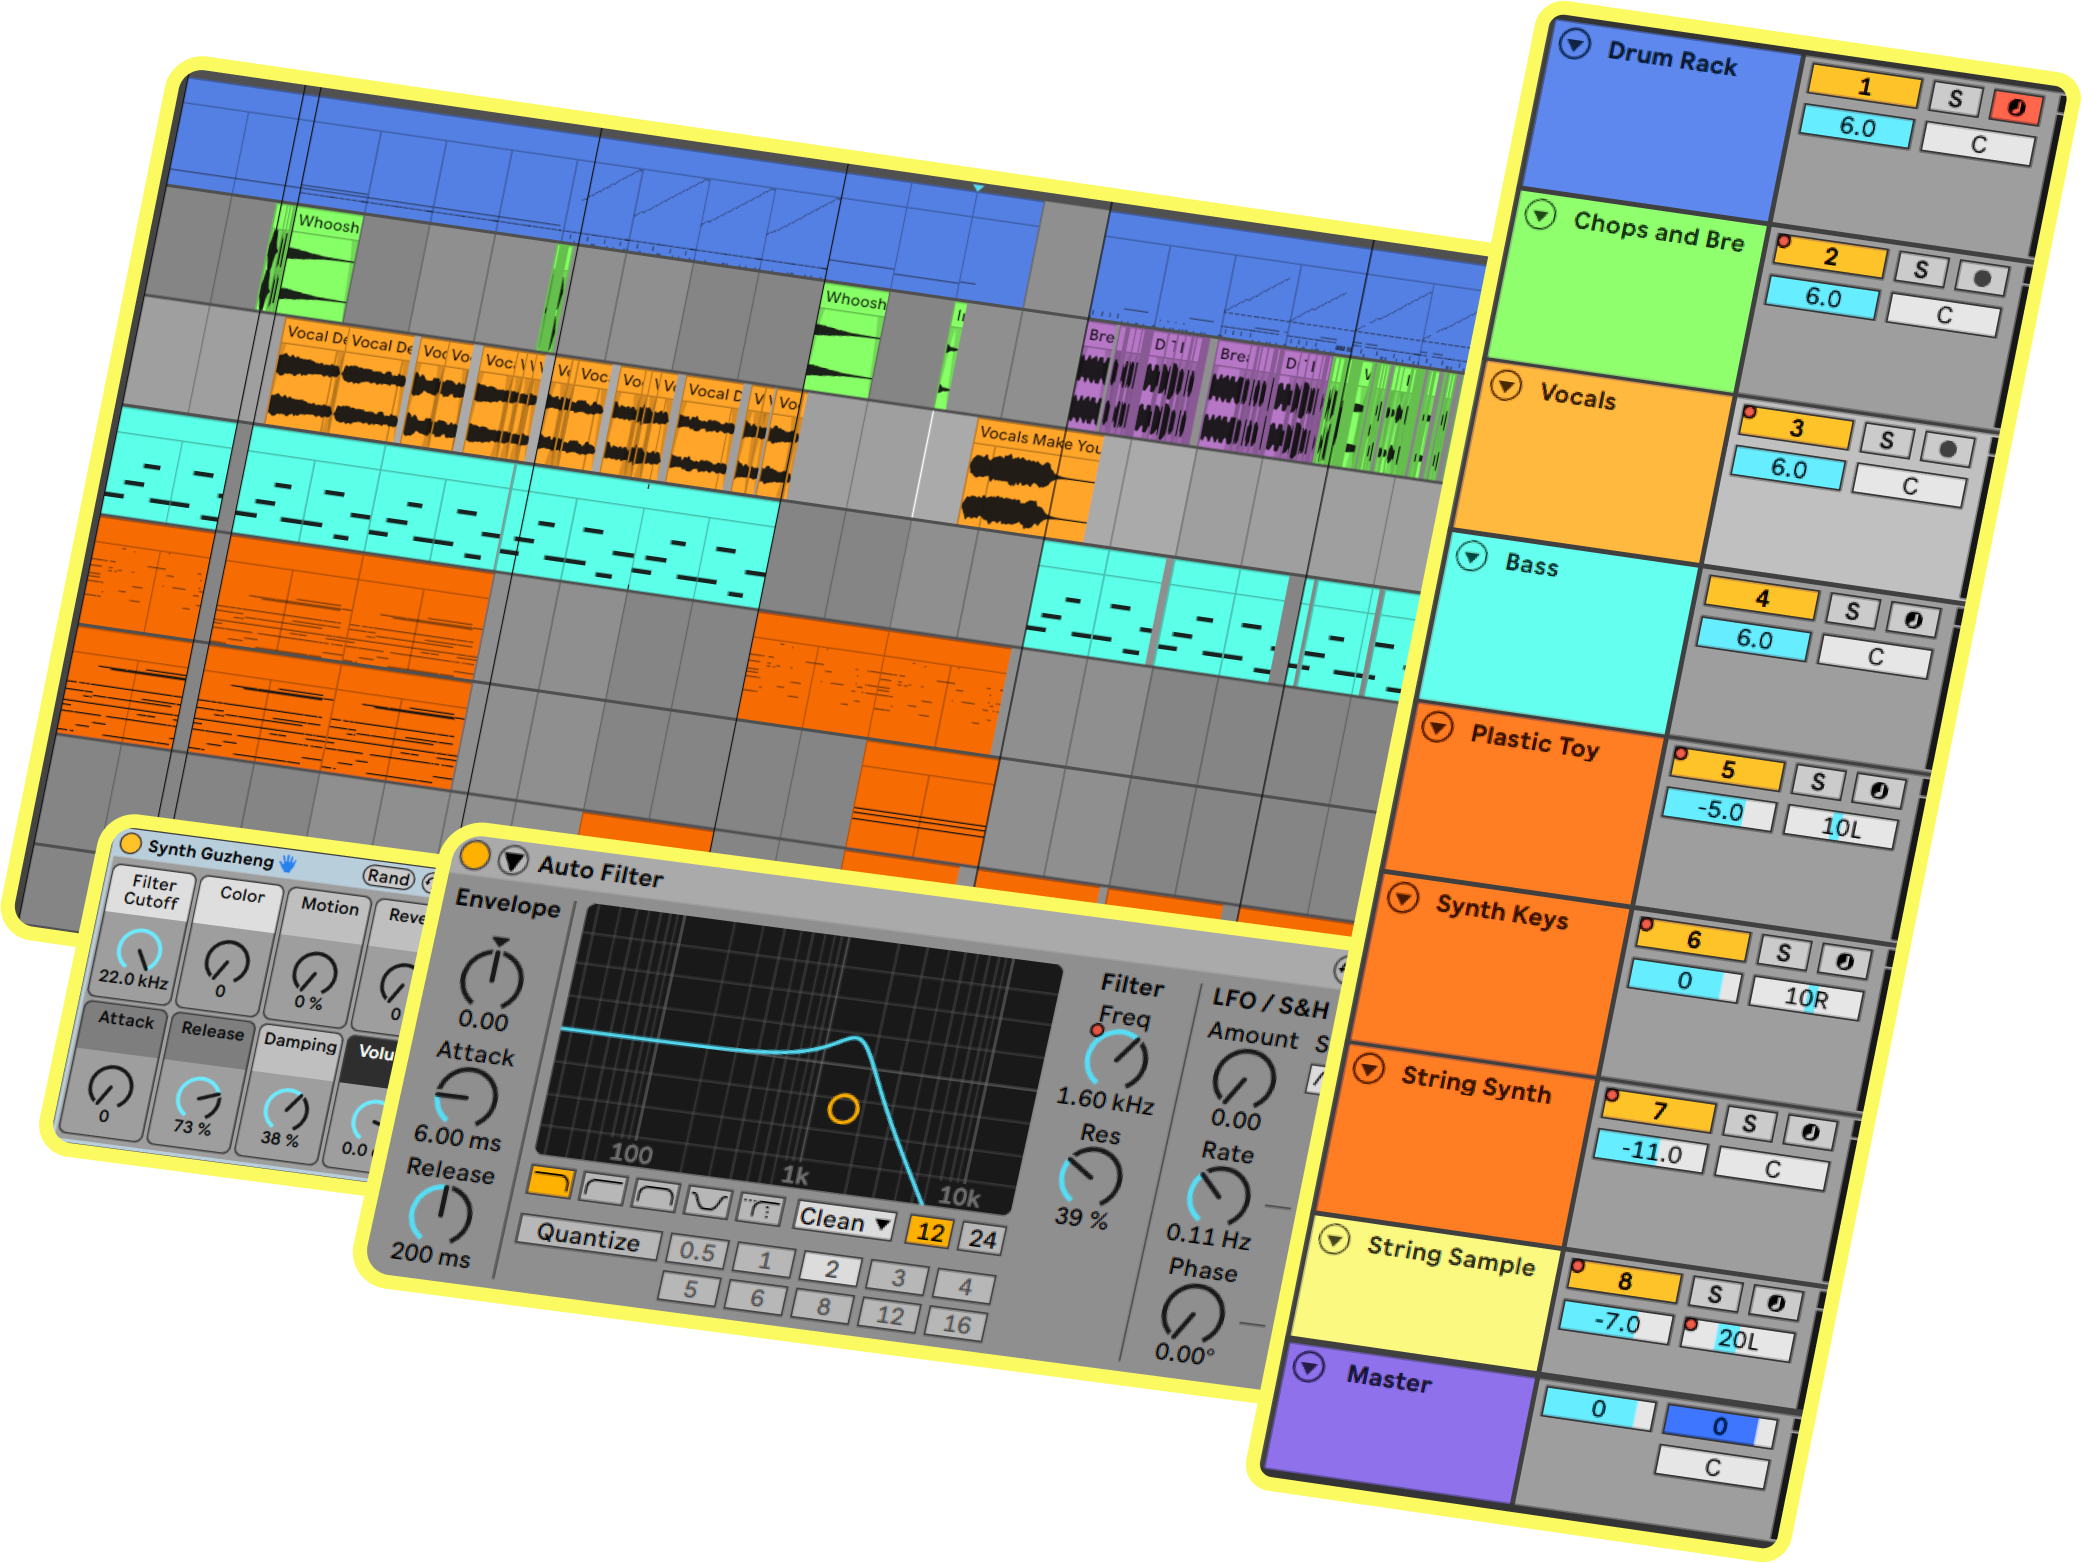 Drum Rack
1 S
6.0 C
Chops and Bre
2 S
6.0 C
Vocals
3 S
6.0 C
Bass
4 S
6.0 C
Plastic Toy
5 S
-5.0 10L
Synth Keys
6 S
0 10R
String Synth
7 S
-11.0 C
String Sample
8 S
-7.0 20L
Master
0 0
C
Whoosh
Whoosh
Vocal De Vocal De Voc Vo Voc V Voc Vo Vocal D V Vo
Bre D T I Brea D T I
Vocals Make You
Synth Guzheng Rand
Filter Cutoff Color Motion Reve
22.0 kHz 0 0 % 0
Attack Release Damping Volu
0 73 % 38 % 0.0
Auto Filter
Envelope
0.00
Attack
6.00 ms
Release
200 ms
100 1k 10k
Clean 12 24
Quantize 0.5 1 2 3 4
5 6 8 12 16
Filter
Freq
1.60 kHz
Res
39 %
LFO / S&H
Amount S
0.00
Rate
0.11 Hz
Phase
0.00°